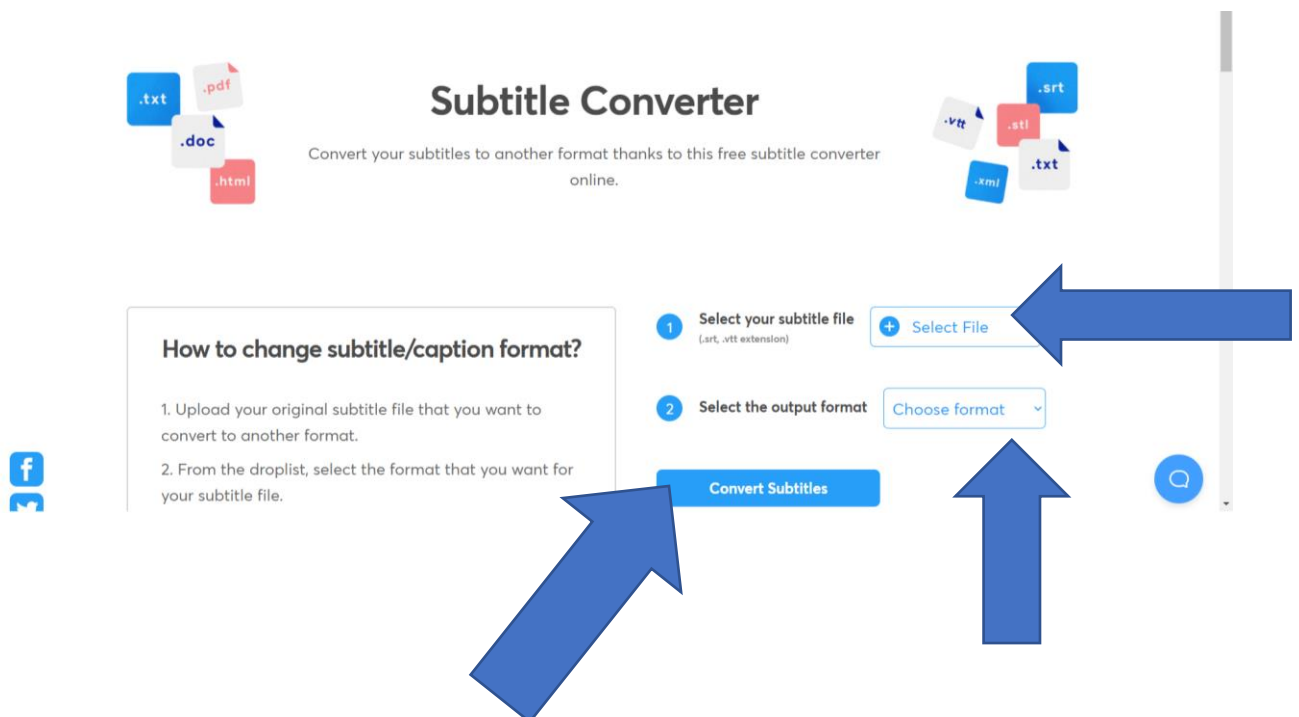 .txt
.pdf
.doc
.html
Subtitle Converter
Convert your subtitles to another format thanks to this free subtitle converter
online.
.srt
.vtt
.stl
.txt
.xml
How to change subtitle/caption format?
1. Upload your original subtitle file that you want to
convert to another format.
2. From the droplist, select the format that you want for
your subtitle file.
1 Select your subtitle file
(.srt, .vtt extension)
Select File
2 Select the output format
Choose format
Convert Subtitles